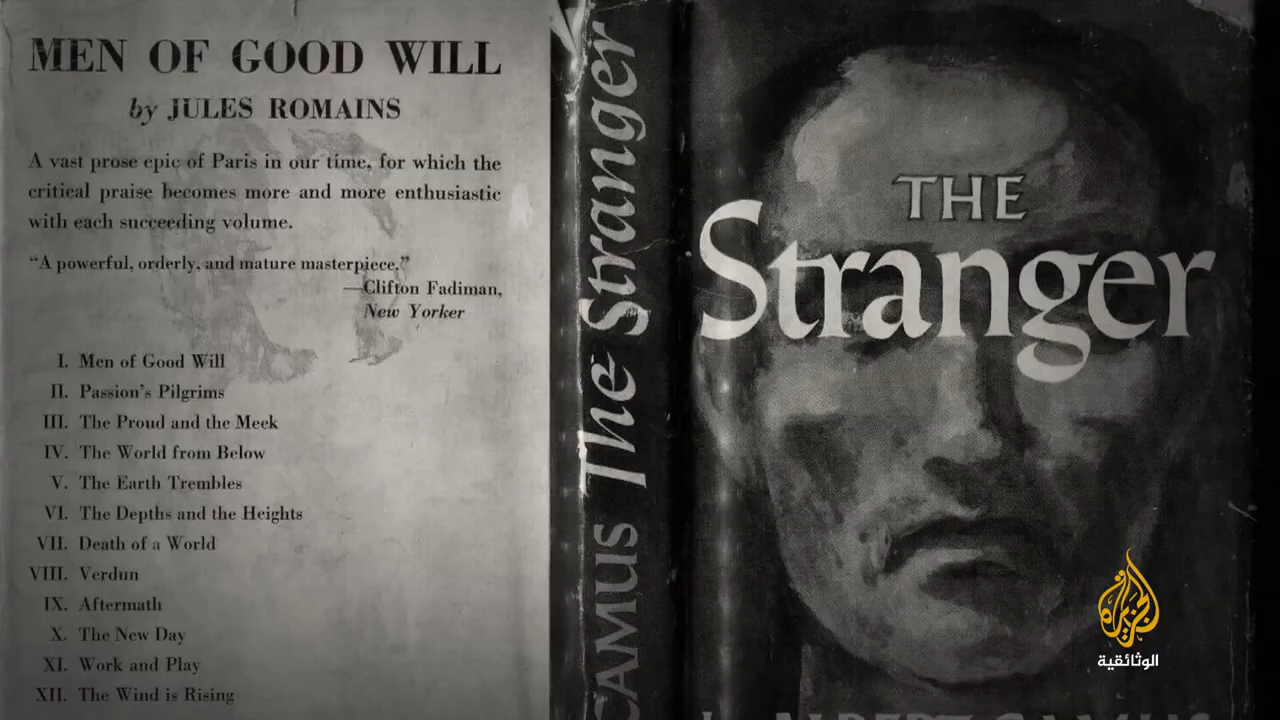 MEN OF GOOD WILL
by JULES ROMAINS
A vast prose epic of Paris in our time, for which the
critical praise becomes more and more enthusiastic
with each succeeding volume.
“A powerful, orderly, and mature masterpiece.”
—Clifton Fadiman,
New Yorker
I. Men of Good Will
II. Passion's Pilgrims
III. The Proud and the Meek
IV. The World from Below
V. The Earth Trembles
VI. The Depths and the Heights
VII. Death of a World
VIII. Verdun
IX. Aftermath
X. The New Day
XI. Work and Play
XII. The Wind is Rising
CAMUS The Stranger
THE
Stranger
by ALBERT CAMUS
الجزيرة
الوثائقية